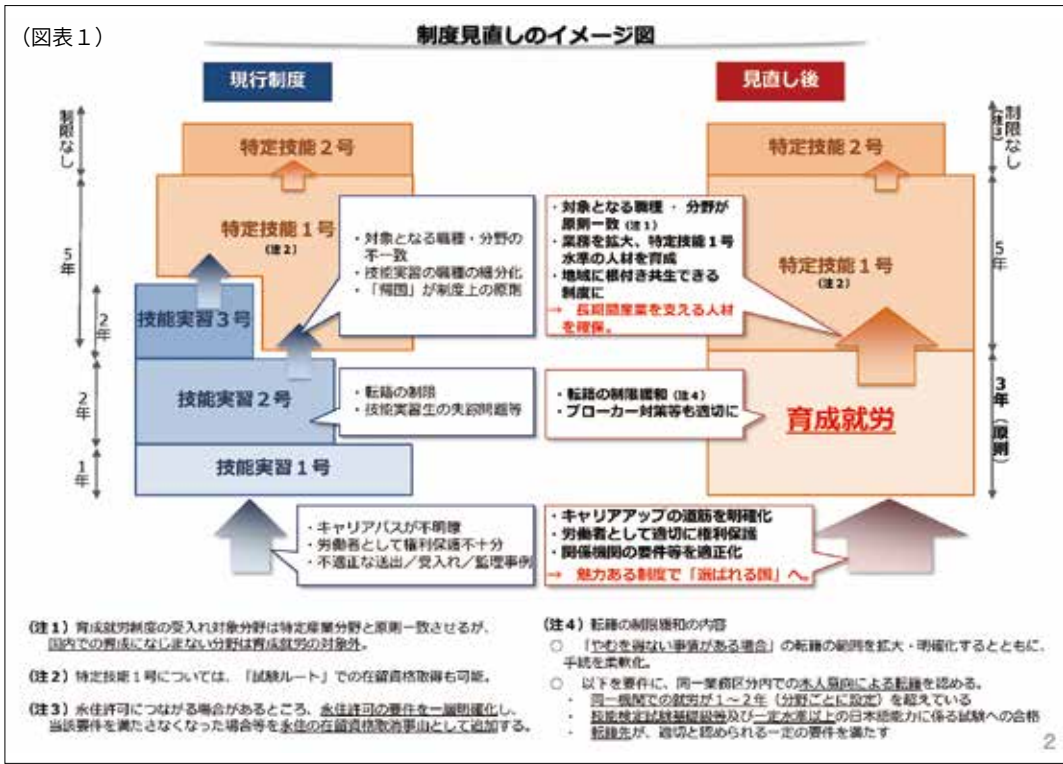 (図表1)
制度見直しのイメージ図
現行制度
見直し後
制限なし
5年
2年
2年
1年
特定技能2号
特定技能1号
(注2)
技能実習3号
技能実習2号
技能実習1号
・対象となる職種・分野の
不一致
・技能実習の職種の細分化
・「帰国」が制度上の原則
・転籍の制限
・技能実習生の失踪問題等
・キャリアパスが不明瞭
・労働者として権利保護不十分
・不適正な送出/受入れ/監理事例
制限なし
(注3)
5年
3年(原則)
特定技能2号
特定技能1号
(注2)
育成就労
・対象となる職種・分野が
原則一致(注1)
・業務を拡大、特定技能1号
水準の人材を育成
・地域に根付き共生できる
制度に
→ 長期間産業を支える人材
を確保。
・転籍の制限緩和(注4)
・ブローカー対策等も適切に
・キャリアアップの道筋を明確化
・労働者として適切に権利保護
・関係機関の要件等を適正化
→ 魅力ある制度で「選ばれる国」へ。
(注1)育成就労制度の受入れ対象分野は特定産業分野と原則一致させるが、
国内での育成になじまない分野は育成就労の対象外。
(注2)特定技能1号については、「試験ルート」での在留資格取得も可能。
(注3)永住許可につながる場合があるところ、永住許可の要件を一層明確化し、
当該要件を満たさなくなった場合等を永住の在留資格取消事由として追加する。
(注4)転籍の制限緩和の内容
○ 「やむを得ない事情がある場合」の転籍の範囲を拡大・明確化するとともに、
手続を柔軟化。
○ 以下を要件に、同一業務区分内での本人意向による転籍を認める。
・ 同一機関での就労が1~2年(分野ごとに設定)を超えている
・ 技能検定試験基礎級等及び一定水準以上の日本語能力に係る試験への合格
・ 転籍先が、適切と認められる一定の要件を満たす
2